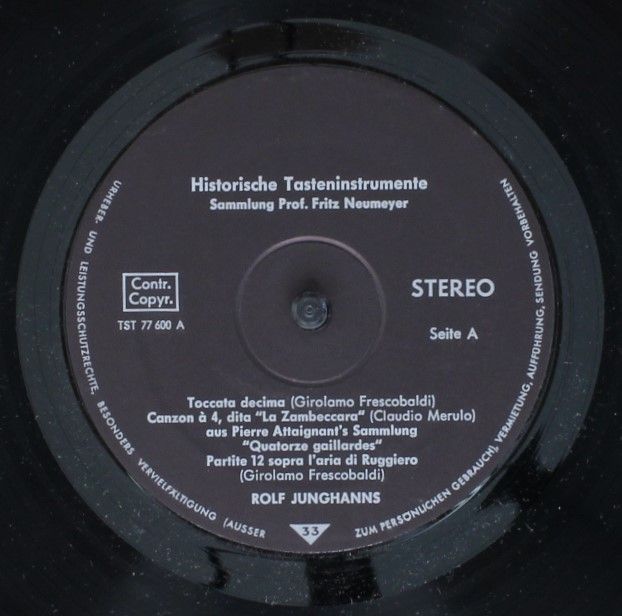 Historische Tasteninstrumente
Sammlung Prof. Fritz Neumeyer
Contr.
Copyr.
TST 77 600 A
STEREO
Seite A
Toccata decima (Girolamo Frescobaldi)
Canzon à 4, dita "La Zambeccara" (Claudio Merulo)
aus Pierre Attaignant's Sammlung
"Quatorze gaillardes"
Partite 12 sopra l'aria di Ruggiero
(Girolamo Frescobaldi)
ROLF JUNGHANNS
33
URHEBER- UND LEISTUNGSSCHUTZRECHTE, BESONDERS VERVIELFÄLTIGUNG (AUSSER ZUM PERSÖNLICHEN GEBRAUCH), VERMIETUNG, AUFFÜHRUNG, SENDUNG VORBEHALTEN